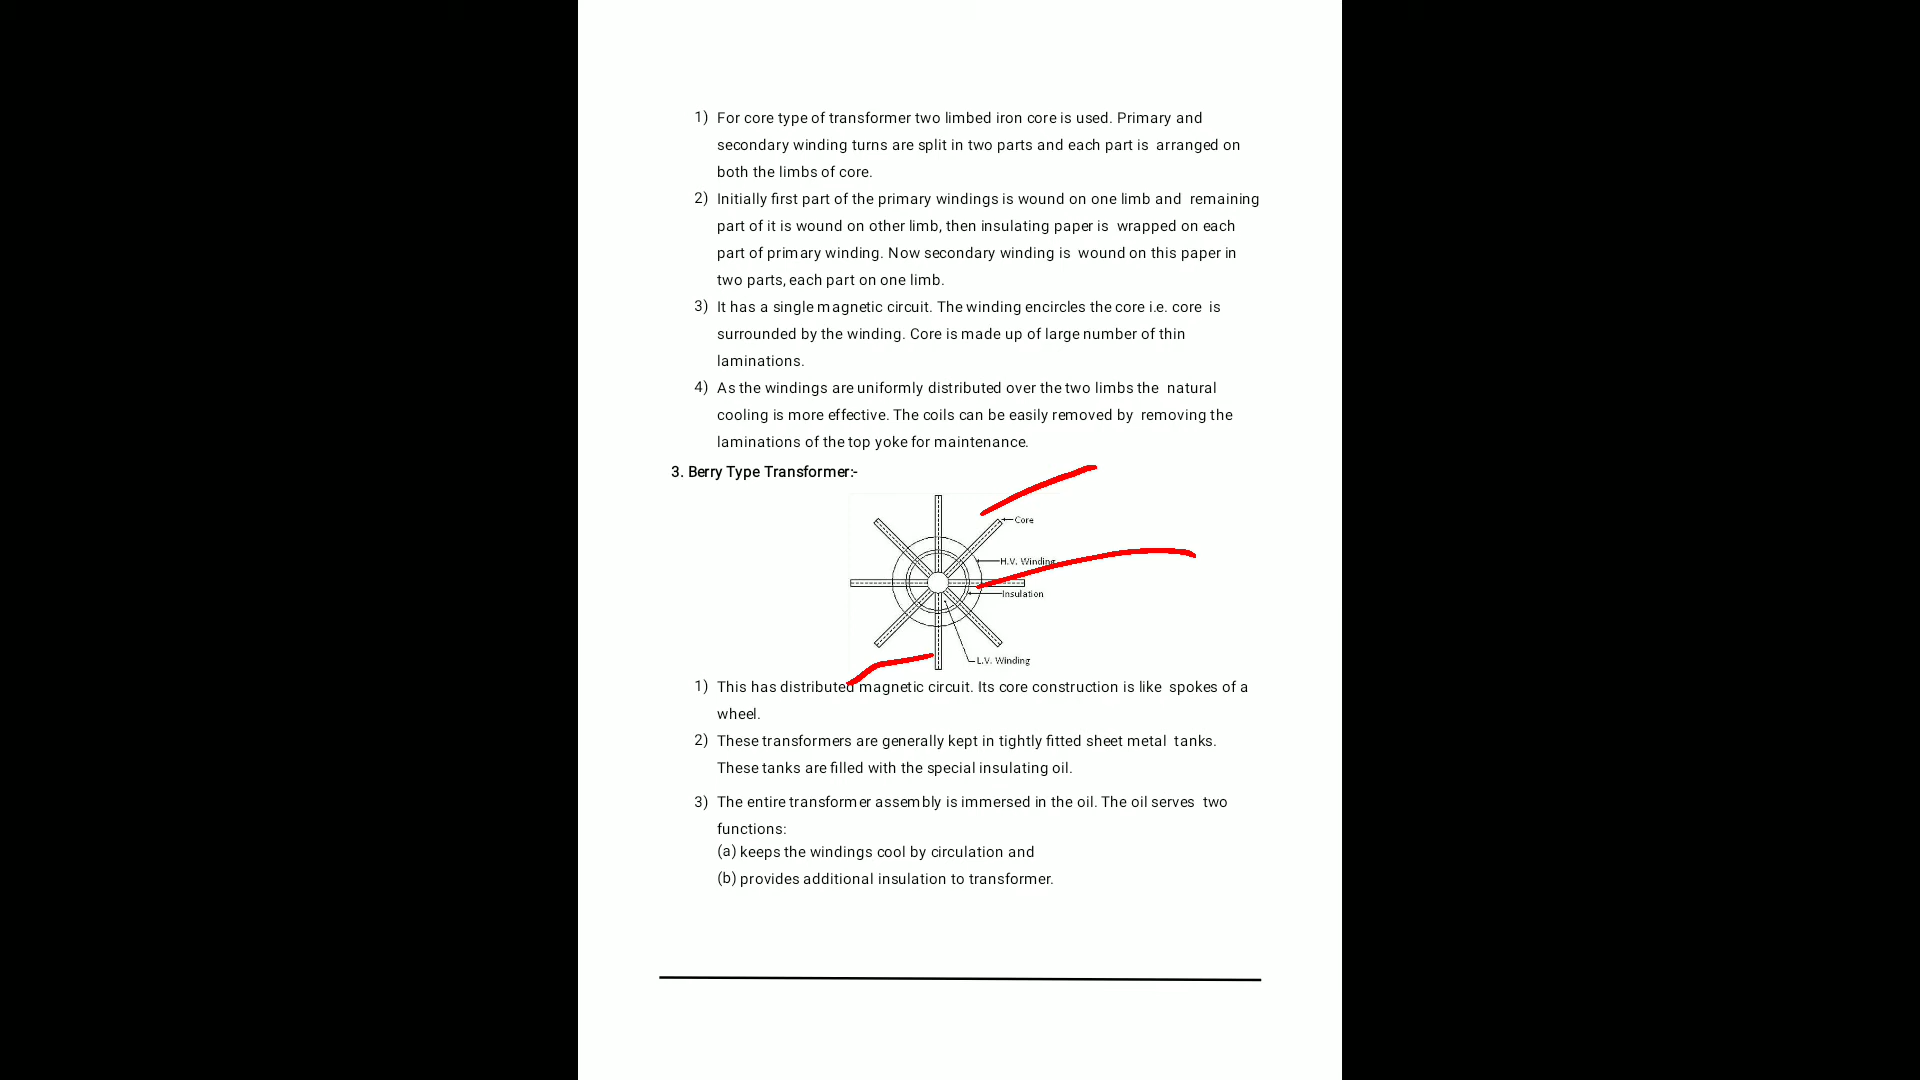 1) For core type of transformer two limbed iron core is used. Primary and
secondary winding turns are split in two parts and each part is arranged on
both the limbs of core.
2) Initially first part of the primary windings is wound on one limb and remaining
part of it is wound on other limb, then insulating paper is wrapped on each
part of primary winding. Now secondary winding is wound on this paper in
two parts, each part on one limb.
3) It has a single magnetic circuit. The winding encircles the core i.e. core is
surrounded by the winding. Core is made up of large number of thin
laminations.
4) As the windings are uniformly distributed over the two limbs the natural
cooling is more effective. The coils can be easily removed by removing the
laminations of the top yoke for maintenance.
3. Berry Type Transformer:-
Core
H.V. Winding
Insulation
L.V. Winding
1) This has distributed magnetic circuit. Its core construction is like spokes of a
wheel.
2) These transformers are generally kept in tightly fitted sheet metal tanks.
These tanks are filled with the special insulating oil.
3) The entire transformer assembly is immersed in the oil. The oil serves two
functions:
(a) keeps the windings cool by circulation and
(b) provides additional insulation to transformer.